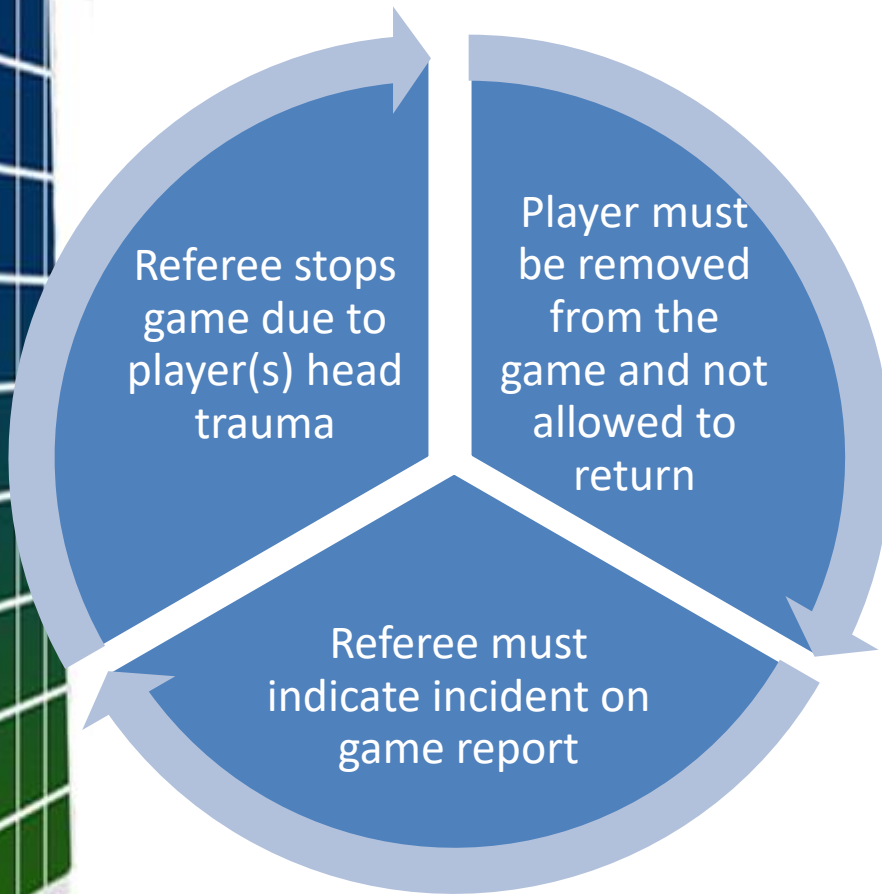 Referee stops
game due to
player(s) head
trauma
Player must
be removed
from the
game and not
allowed to
return
Referee must
indicate incident on
game report